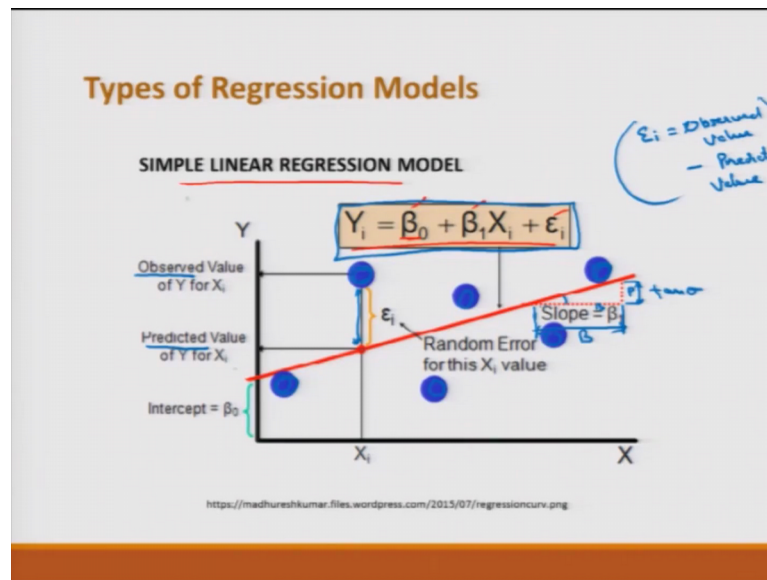 Types of Regression Models
εi = Observed
Value
-
Value
SIMPLE LINEAR REGRESSION MODEL
Y
Yi = β0 + β1Xi + εi
Observed Value
of Y for Xi
εi
P
Slope = β1
B
Predicted Value
of Y for Xi
Random Error
for this Xi value
Intercept = β0
Xi
X
https://madhureshkumar.files.wordpress.com/2015/07/regressioncurv.png